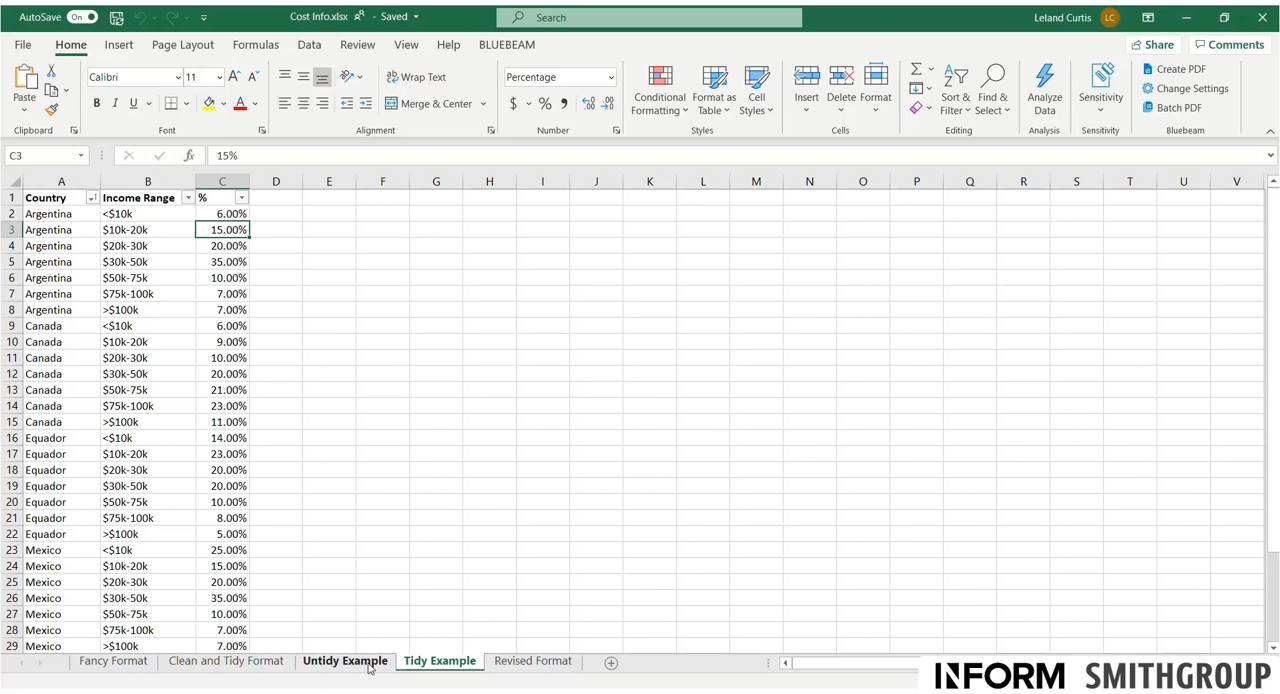 AutoSave On Cost Info.xlsx - Saved Search Leland Curtis LC
File Home Insert Page Layout Formulas Data Review View Help BLUEBEAM Share Comments
Paste Calibri 11 A A Wrap Text Percentage Conditional Formatting Format as Table Cell Styles Insert Delete Format Sort & Filter Find & Select Analyze Data Sensitivity Create PDF
B I U A Merge & Center $ % Change Settings
Batch PDF
Clipboard Font Alignment Number Styles Cells Editing Analysis Sensitivity Bluebeam
C3 fx 15%
A B C D E F G H I J K L M N O P Q R S T U V
1 Country Income Range %
2 Argentina <$10k 6.00%
3 Argentina $10k-20k 15.00%
4 Argentina $20k-30k 20.00%
5 Argentina $30k-50k 35.00%
6 Argentina $50k-75k 10.00%
7 Argentina $75k-100k 7.00%
8 Argentina >$100k 7.00%
9 Canada <$10k 6.00%
10 Canada $10k-20k 9.00%
11 Canada $20k-30k 10.00%
12 Canada $30k-50k 20.00%
13 Canada $50k-75k 21.00%
14 Canada $75k-100k 23.00%
15 Canada >$100k 11.00%
16 Equador <$10k 14.00%
17 Equador $10k-20k 23.00%
18 Equador $20k-30k 20.00%
19 Equador $30k-50k 20.00%
20 Equador $50k-75k 10.00%
21 Equador $75k-100k 8.00%
22 Equador >$100k 5.00%
23 Mexico <$10k 25.00%
24 Mexico $10k-20k 15.00%
25 Mexico $20k-30k 20.00%
26 Mexico $30k-50k 35.00%
27 Mexico $50k-75k 10.00%
28 Mexico $75k-100k 7.00%
29 Mexico >$100k 7.00%
Fancy Format Clean and Tidy Format Untidy Example Tidy Example Revised Format
INFORM SMITHGROUP